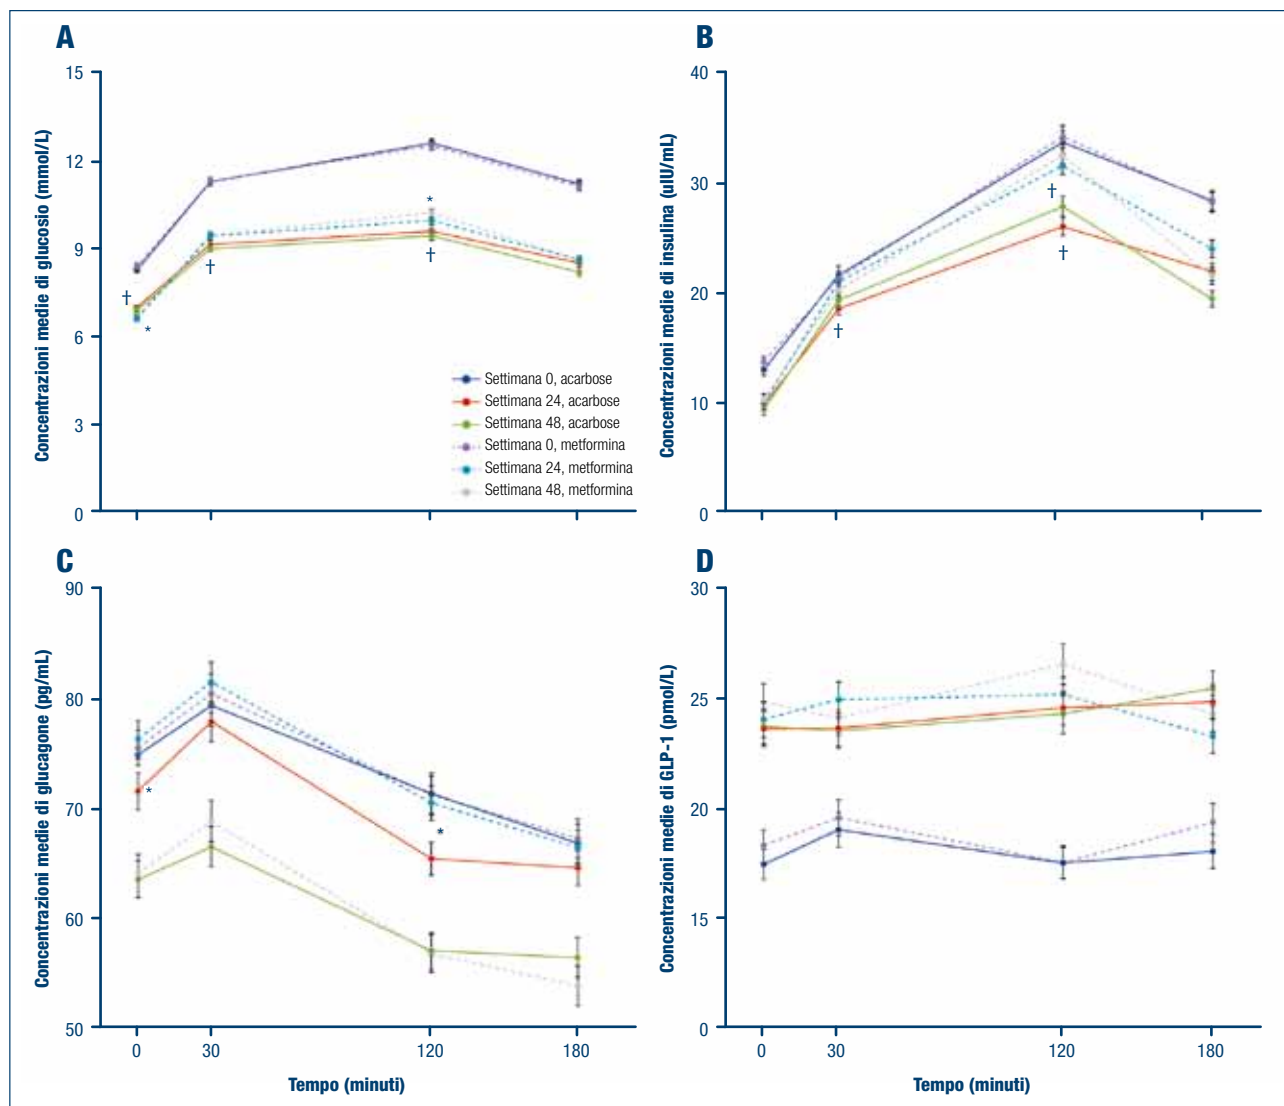 A
Concentrazioni medie di glucosio (mmol/L)
15
12
9
6
3
0
*
†
†
†
*
Settimana 0, acarbose
Settimana 24, acarbose
Settimana 48, acarbose
Settimana 0, metformina
Settimana 24, metformina
Settimana 48, metformina
B
Concentrazioni medie di insulina (uIU/mL)
40
30
20
10
0
†
†
†
C
Concentrazioni medie di glucagone (pg/mL)
90
80
70
60
50
*
*
0 30 120 180
Tempo (minuti)
D
Concentrazioni medie di GLP-1 (pmol/L)
30
25
20
15
0
0 30 120 180
Tempo (minuti)